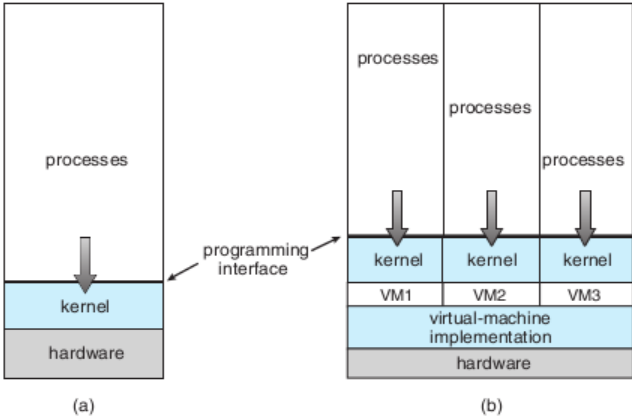 processes
programming
interface
kernel
hardware
(a)
processes
processes
processes
kernel
kernel
kernel
VM1
VM2
VM3
virtual-machine
implementation
hardware
(b)